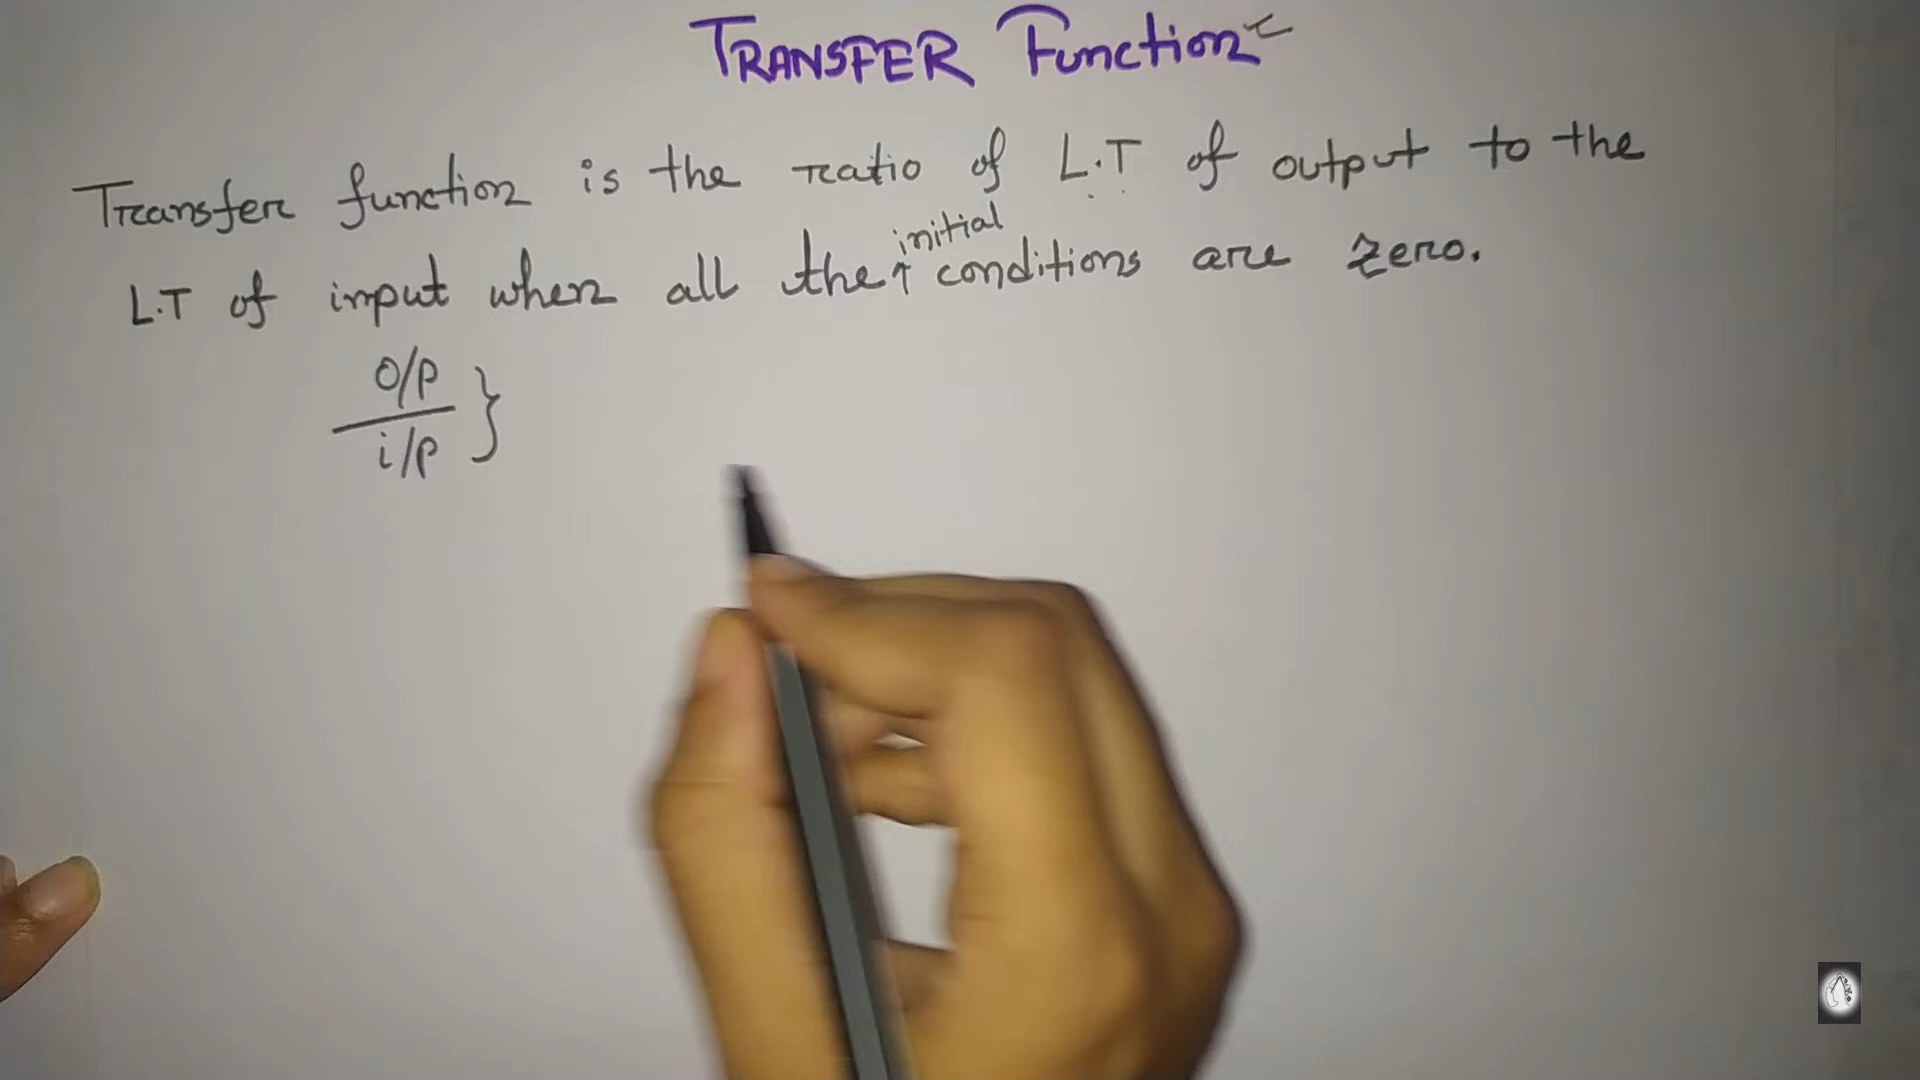 TRANSFER Function
Transfer function is the ratio of L.T of output to the
initial
L.T of input when all the conditions are zero.
o/p
i/p